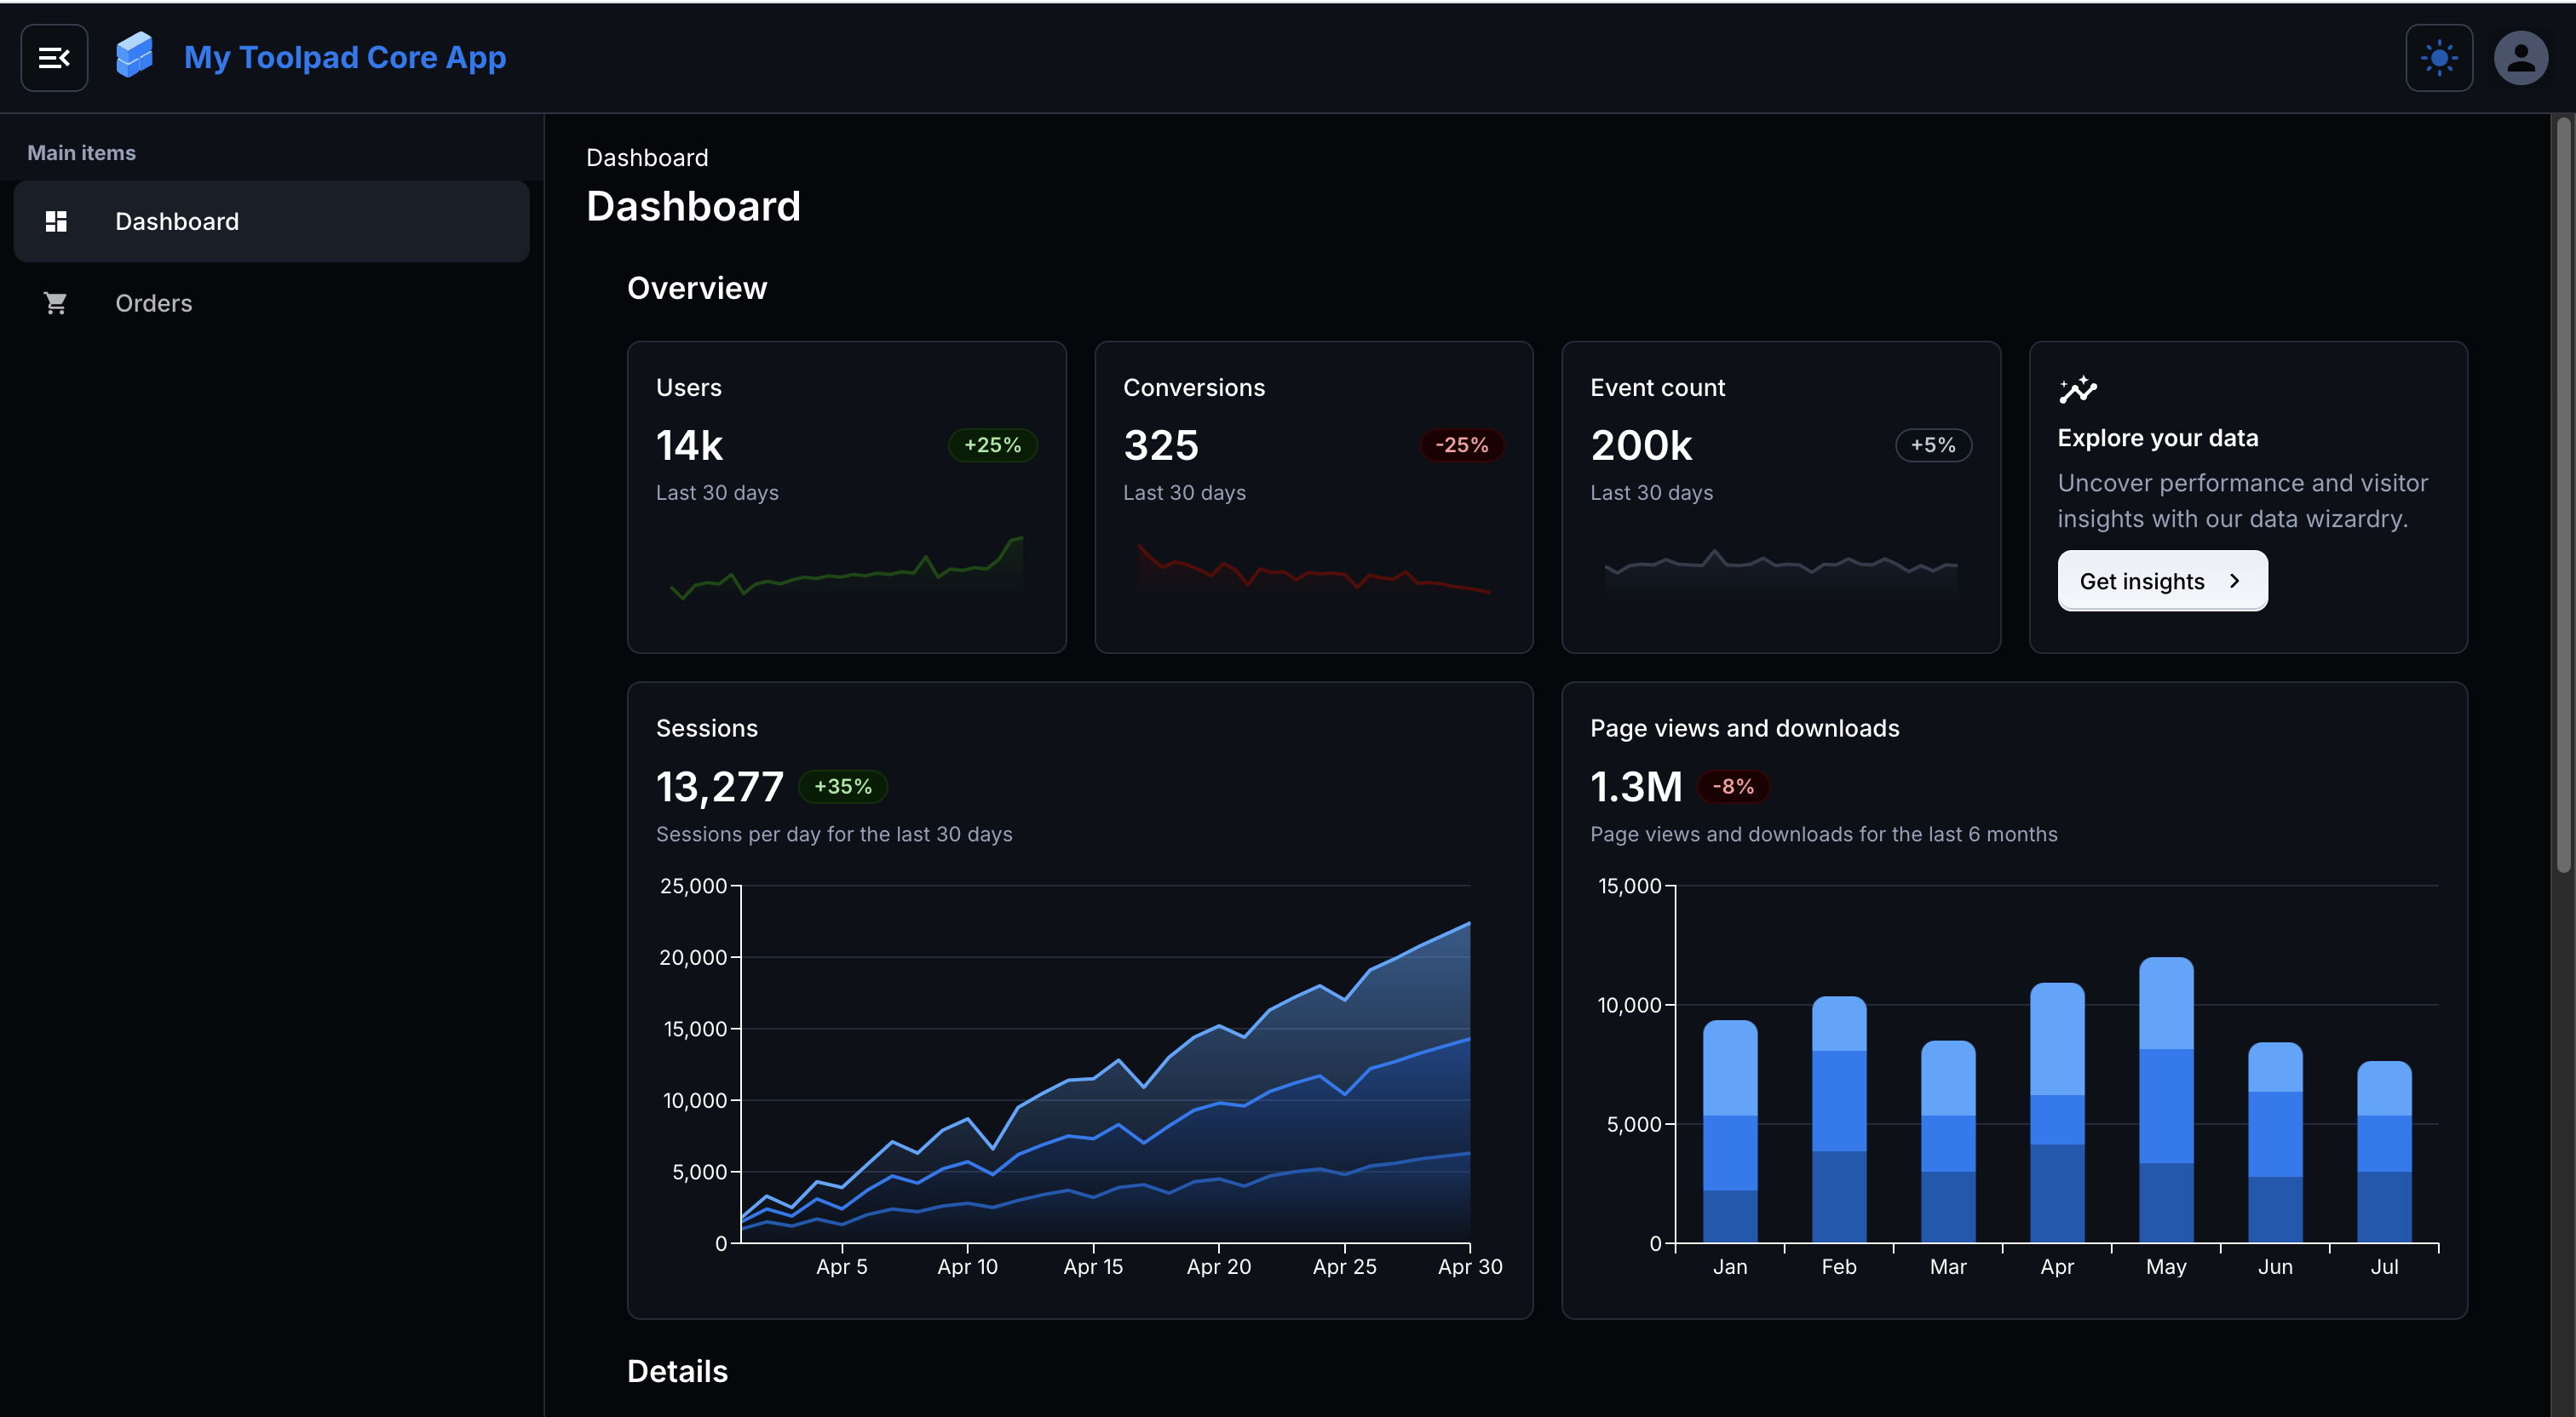 My Toolpad Core App
Main items
Dashboard
Orders
Dashboard
Dashboard
Overview
Users
14k
+25%
Last 30 days
Conversions
325
-25%
Last 30 days
Event count
200k
+5%
Last 30 days
Explore your data
Uncover performance and visitor
insights with our data wizardry.
Get insights
Sessions
13,277
+35%
Sessions per day for the last 30 days
25,000
20,000
15,000
10,000
5,000
0
Apr 5
Apr 10
Apr 15
Apr 20
Apr 25
Apr 30
Page views and downloads
1.3M
-8%
Page views and downloads for the last 6 months
15,000
10,000
5,000
0
Jan
Feb
Mar
Apr
May
Jun
Jul
Details